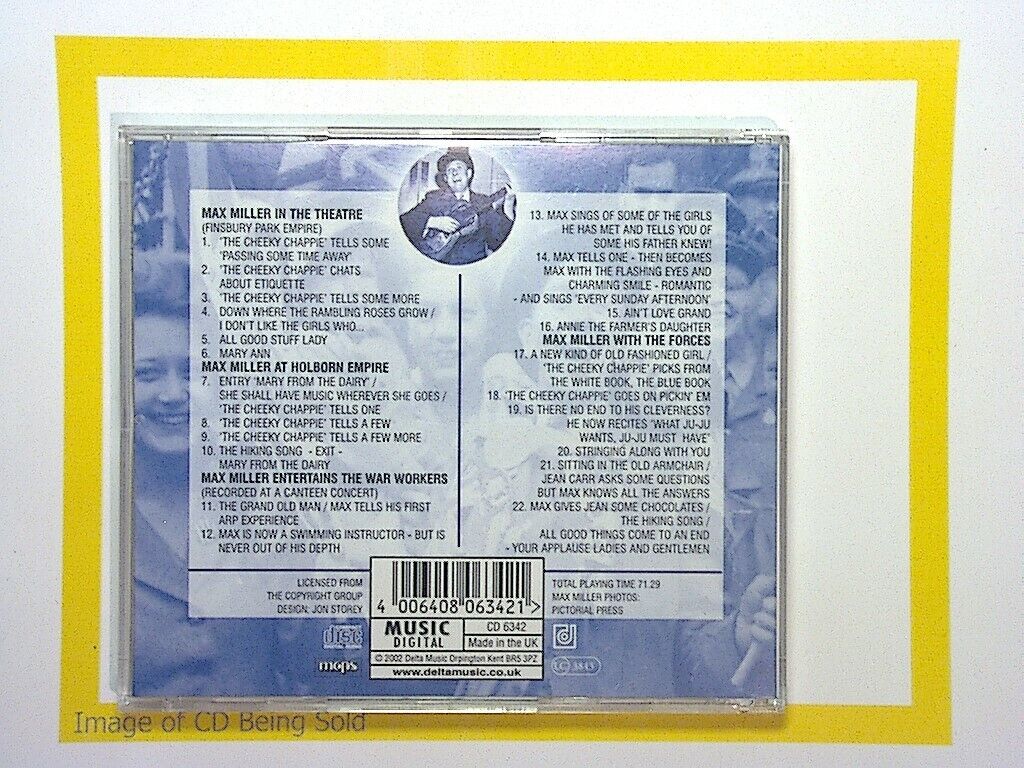 MAX MILLER IN THE THEATRE
(FINSBURY PARK EMPIRE)
1. 'THE CHEEKY CHAPPIE' TELLS SOME
'PASSING SOME TIME AWAY'
2. 'THE CHEEKY CHAPPIE' CHATS
ABOUT ETIQUETTE
3. 'THE CHEEKY CHAPPIE' TELLS SOME MORE
4. DOWN WHERE THE RAMBLING ROSES GROW /
I DON'T LIKE THE GIRLS WHO...
5. ALL GOOD STUFF LADY
6. MARY ANN
MAX MILLER AT HOLBORN EMPIRE
7. ENTRY 'MARY FROM THE DAIRY' /
SHE SHALL HAVE MUSIC WHEREVER SHE GOES /
'THE CHEEKY CHAPPIE' TELLS ONE
8. 'THE CHEEKY CHAPPIE' TELLS A FEW
9. 'THE CHEEKY CHAPPIE' TELLS A FEW MORE
10. THE HIKING SONG - EXIT -
MARY FROM THE DAIRY
MAX MILLER ENTERTAINS THE WAR WORKERS
(RECORDED AT A CANTEEN CONCERT)
11. THE GRAND OLD MAN / MAX TELLS HIS FIRST
ARP EXPERIENCE
12. MAX IS NOW A SWIMMING INSTRUCTOR - BUT IS
NEVER OUT OF HIS DEPTH
13. MAX SINGS OF SOME OF THE GIRLS
HE HAS MET AND TELLS YOU OF
SOME HIS FATHER KNEW!
14. MAX TELLS ONE - THEN BECOMES
MAX WITH THE FLASHING EYES AND
CHARMING SMILE - ROMANTIC
- AND SINGS 'EVERY SUNDAY AFTERNOON'
15. AIN'T LOVE GRAND
16. ANNIE THE FARMER'S DAUGHTER
MAX MILLER WITH THE FORCES
17. A NEW KIND OF OLD FASHIONED GIRL /
'THE CHEEKY CHAPPIE' PICKS FROM
THE WHITE BOOK, THE BLUE BOOK
18. 'THE CHEEKY CHAPPIE' GOES ON PICKIN' EM
19. IS THERE NO END TO HIS CLEVERNESS?
HE NOW RECITES 'WHAT JU-JU
WANTS, JU-JU MUST HAVE'
20. STRINGING ALONG WITH YOU
21. SITTING IN THE OLD ARMCHAIR /
JEAN CARR ASKS SOME QUESTIONS
BUT MAX KNOWS ALL THE ANSWERS
22. MAX GIVES JEAN SOME CHOCOLATES /
THE HIKING SONG /
ALL GOOD THINGS COME TO AN END
- YOUR APPLAUSE LADIES AND GENTLEMEN
LICENSED FROM
THE COPYRIGHT GROUP
DESIGN: JON STOREY
4 006408 063421 >
MUSIC
DIGITAL
CD 6342
Made in the UK
© 2002 Delta Music Orpington Kent BR5 3PZ
www.deltamusic.co.uk
TOTAL PLAYING TIME 71.29
MAX MILLER PHOTOS:
PICTORIAL PRESS
disc
DIGITAL AUDIO
mcps
LC 3843
Image of CD Being Sold